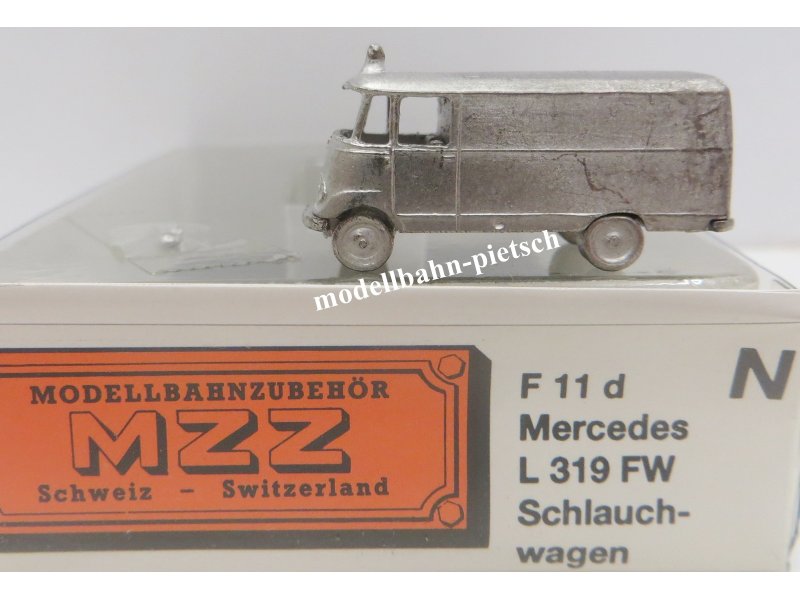 modellbahn-pietsch
MODELLBAHNZUBEHÖR
MZZ
Schweiz - Switzerland
F 11 d
Mercedes
L 319 FW
Schlauch-
wagen
N